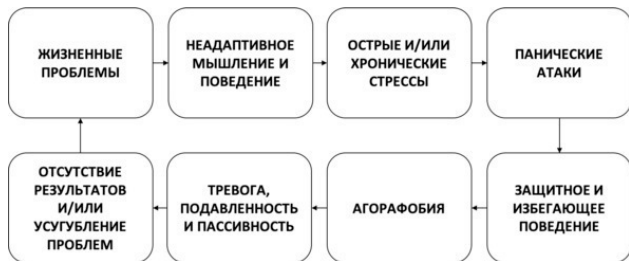 ЖИЗНЕННЫЕ
ПРОБЛЕМЫ
НЕАДАПТИВНОЕ
МЫШЛЕНИЕ И
ПОВЕДЕНИЕ
ОСТРЫЕ И/ИЛИ
ХРОНИЧЕСКИЕ
СТРЕССЫ
ПАНИЧЕСКИЕ
АТАКИ
ЗАЩИТНОЕ И
ИЗБЕГАЮЩЕЕ
ПОВЕДЕНИЕ
АГОРАФОБИЯ
ТРЕВОГА,
ПОДАВЛЕННОСТЬ
И ПАССИВНОСТЬ
ОТСУТСТВИЕ
РЕЗУЛЬТАТОВ
И/ИЛИ
УСУГУБЛЕНИЕ
ПРОБЛЕМ